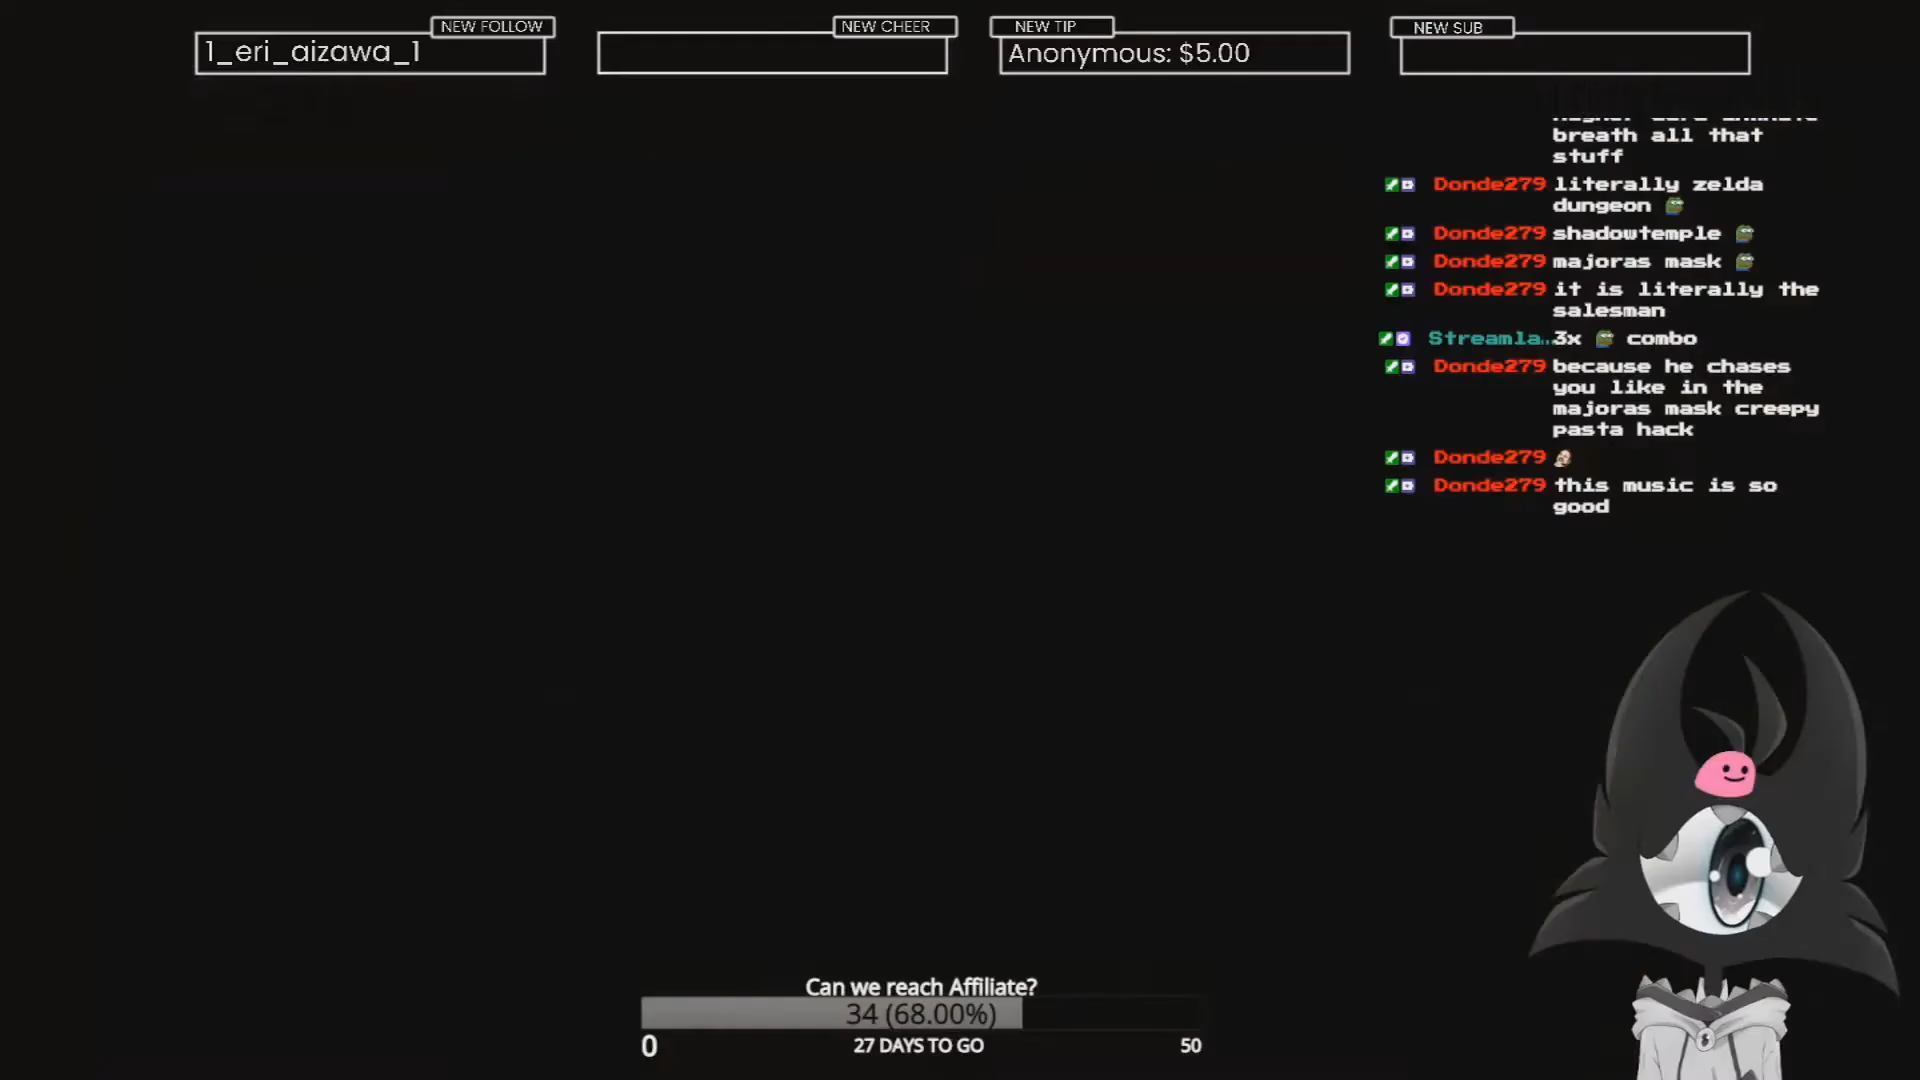 NEW FOLLOW
1_eri_aizawa_1
NEW CHEER
NEW TIP
Anonymous: $5.00
NEW SUB
breath all that
stuff
Donde279 literally zelda
dungeon
Donde279 shadowtemple
Donde279 majoras mask
Donde279 it is literally the
salesman
Streamla... 3x combo
Donde279 because he chases
you like in the
majoras mask creepy
pasta hack
Donde279
Donde279 this music is so
good
Can we reach Affiliate?
34 (68.00%)
0 27 DAYS TO GO 50